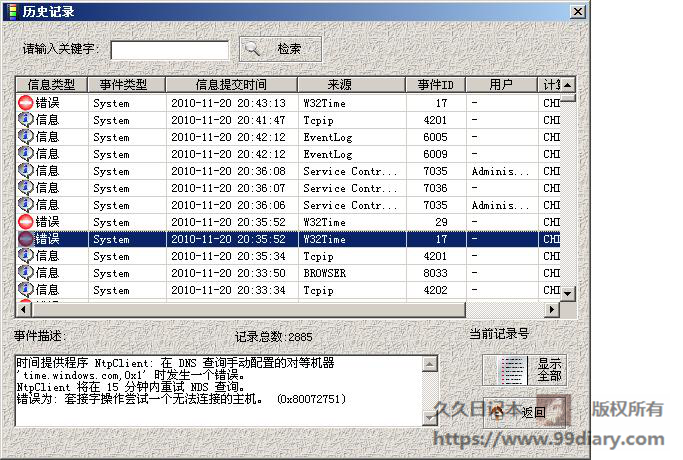 历史记录
请输入关键字: 检索
信息类型 事件类型 信息提交时间 来源 事件ID 用户 计算
错误 System 2010-11-20 20:43:13 W32Time 17 - CHI
信息 System 2010-11-20 20:41:47 Tcpip 4201 - CHI
信息 System 2010-11-20 20:42:12 EventLog 6005 - CHI
信息 System 2010-11-20 20:42:12 EventLog 6009 - CHI
信息 System 2010-11-20 20:36:08 Service Contr... 7035 Adminis... CHI
信息 System 2010-11-20 20:36:07 Service Contr... 7036 - CHI
信息 System 2010-11-20 20:36:06 Service Contr... 7035 Adminis... CHI
错误 System 2010-11-20 20:35:52 W32Time 29 - CHI
错误 System 2010-11-20 20:35:52 W32Time 17 - CHI
信息 System 2010-11-20 20:35:34 Tcpip 4201 - CHI
信息 System 2010-11-20 20:33:50 BROWSER 8033 - CHI
信息 System 2010-11-20 20:33:34 Tcpip 4202 - CHI
事件描述: 记录总数:2885 当前记录号
时间提供程序 NtpClient: 在 DNS 查询手动配置的对等机器
'time.windows.com,0x1' 时发生一个错误。
NtpClient 将在 15 分钟内重试 NDS 查询。
错误为: 套接字操作尝试一个无法连接的主机。 (0x80072751)
显示
全部
返回
久久日记本 版权所有
https://www.99diary.com